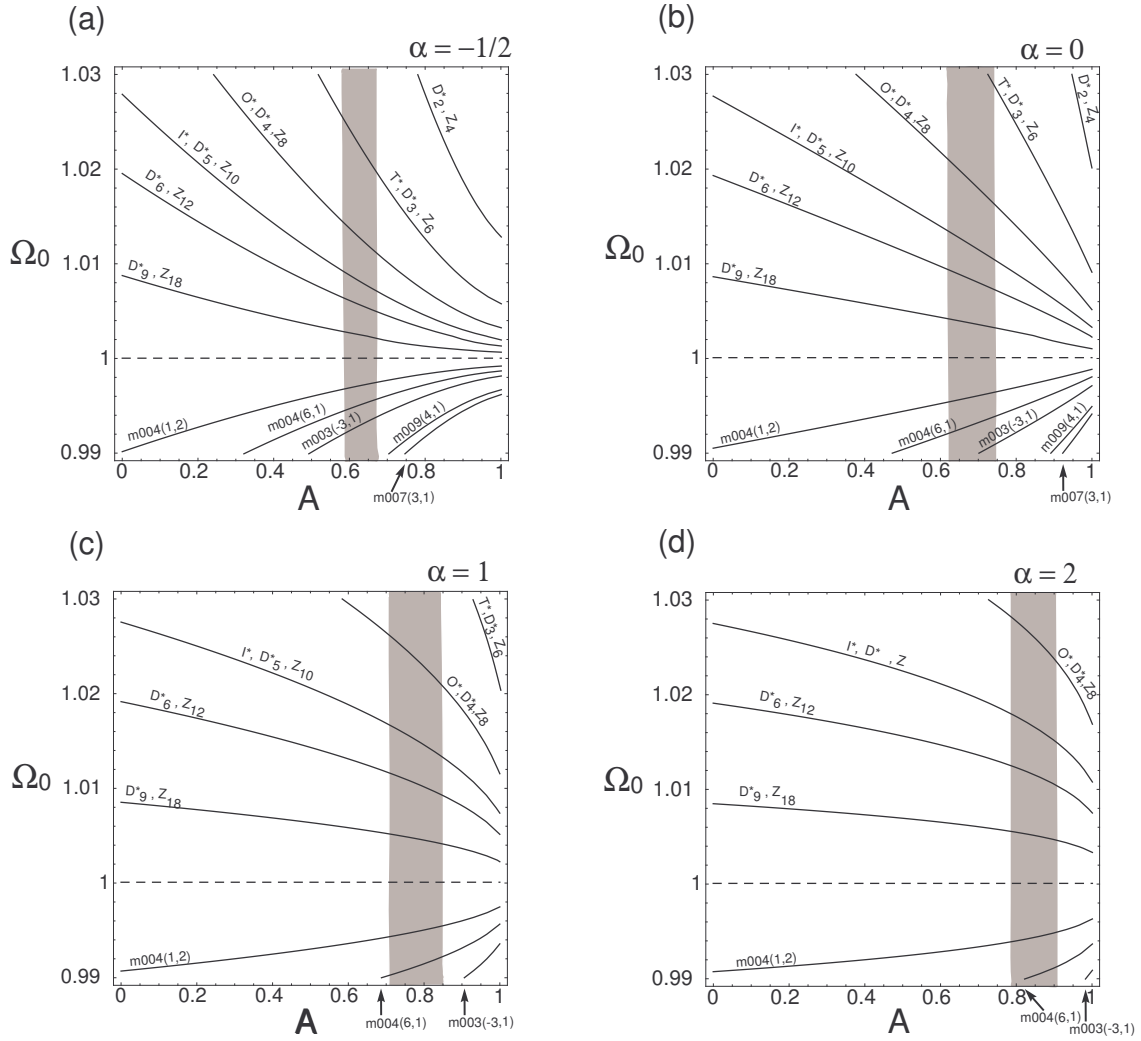 (a)
α = −1/2
1.03
1.02
1.01
1
0.99
Ω0
D*2, Z4
O*, D*4, Z8
T*, D*3, Z6
I*, D*5, Z10
D*6, Z12
D*9, Z18
m004(1,2)
m004(6,1)
m003(-3,1)
m009(4,1)
0 0.2 0.4 0.6 0.8 1
A
m007(3,1)
(b)
α = 0
1.03
1.02
1.01
1
0.99
Ω0
D*2, Z4
O*, D*4, Z8
T*, D*3, Z6
I*, D*5, Z10
D*6, Z12
D*9, Z18
m004(1,2)
m004(6,1)
m003(-3,1)
m009(4,1)
0 0.2 0.4 0.6 0.8 1
A
m007(3,1)
(c)
α = 1
1.03
1.02
1.01
1
0.99
Ω0
T*, D*3, Z6
I*, D*5, Z10
O*, D*4, Z8
D*6, Z12
D*9, Z18
m004(1,2)
0 0.2 0.4 0.6 0.8 1
A
m004(6,1)
m003(-3,1)
(d)
α = 2
1.03
1.02
1.01
1
0.99
Ω0
I*, D*, Z
O*, D*4, Z8
D*6, Z12
D*9, Z18
m004(1,2)
0 0.2 0.4 0.6 0.8 1
A
m004(6,1)
m003(-3,1)